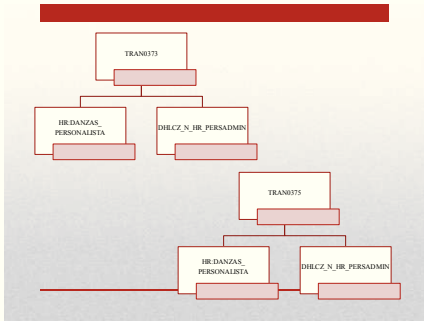 TRAN0373
HR:DANZAS_
PERSONALISTA
DHLCZ_N_HR_PERSADMIN
TRAN0375
HR:DANZAS_
PERSONALISTA
DHLCZ_N_HR_PERSADMIN